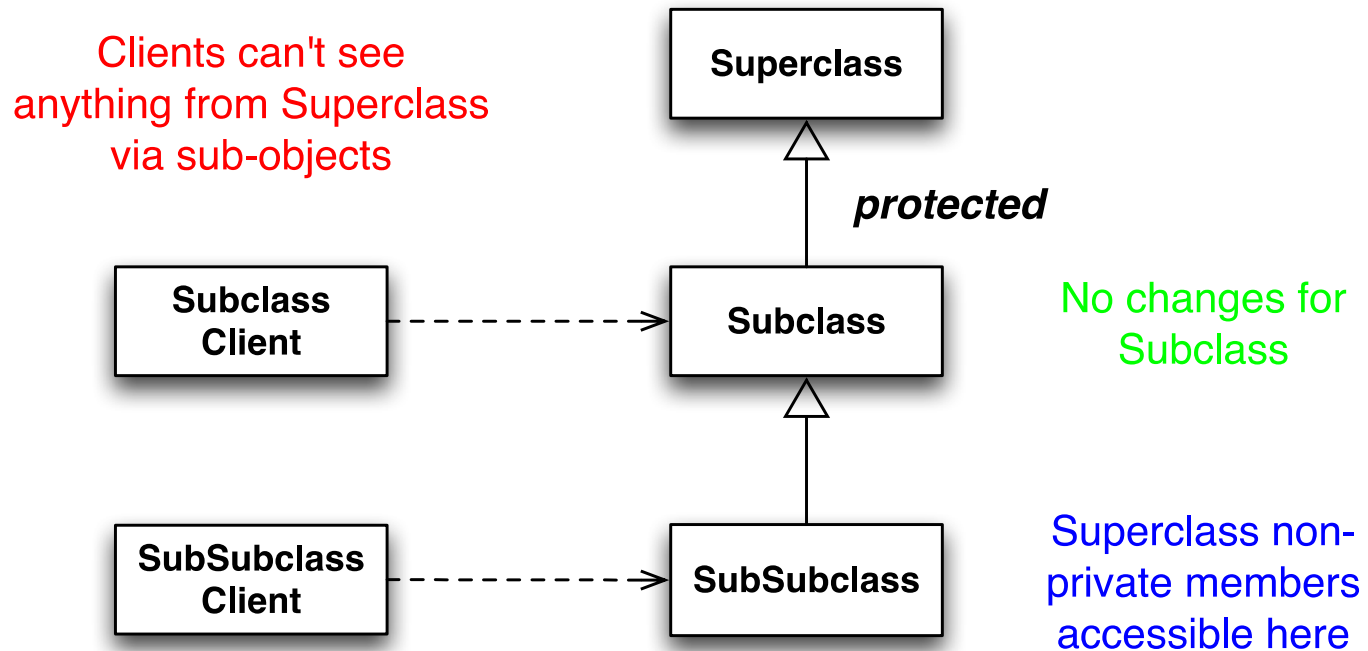 Clients can't see
anything from Superclass
via sub-objects
Superclass
protected
Subclass
Client
Subclass
No changes for
Subclass
SubSubclass
Client
SubSubclass
Superclass non-
private members
accessible here